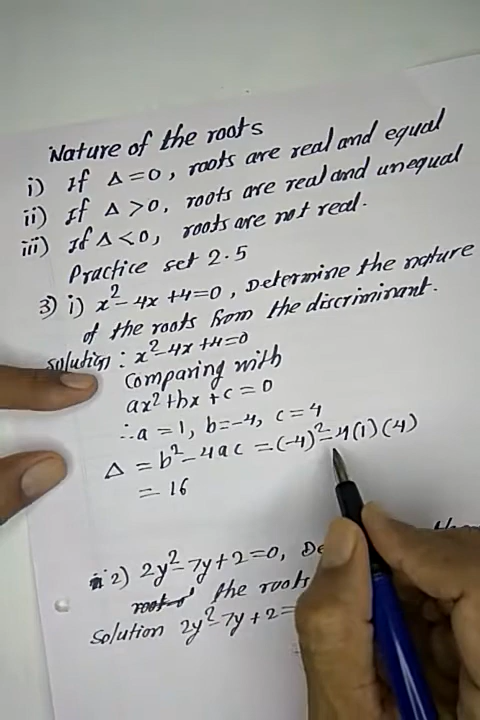 Nature of the roots
i) If Δ=0, roots are real and equal
ii) If Δ>0, roots are real and unequal
iii) If Δ<0, roots are not real.
Practice set 2.5
3) i) x²-4x+4=0, Determine the nature
of the roots from the discriminant.
Solution: x²-4x+4=0
Comparing with
ax²+bx+c=0
∴a=1, b=-4, c=4
Δ = b²-4ac = (-4)²-4(1)(4)
= 16
2) 2y²-7y+2=0,
the roots
Solution 2y²-7y+2=